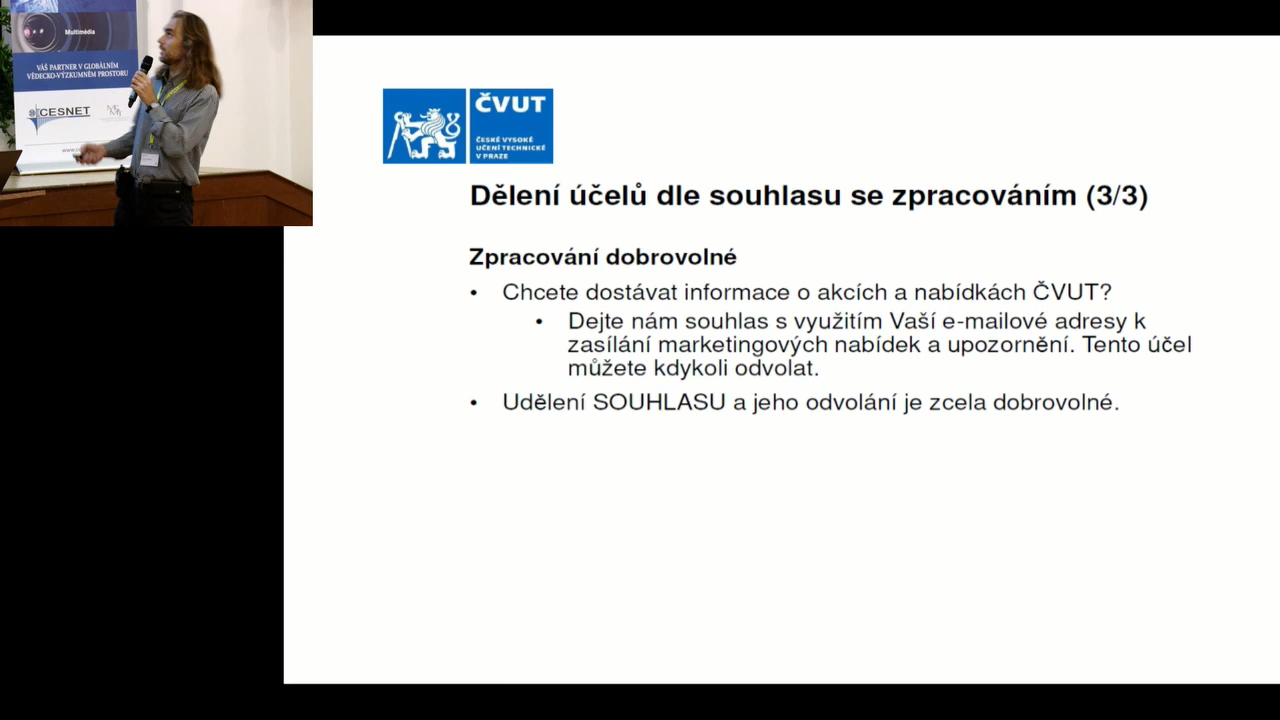 Multimédia
VÁŠ PARTNER V GLOBÁLNÍM
VĚDECKO-VÝZKUMNÉM PROSTORU
CESNET
ČVUT
ČESKÉ VYSOKÉ
UČENÍ TECHNICKÉ
V PRAZE
Dělení účelů dle souhlasu se zpracováním (3/3)
Zpracování dobrovolné
• Chcete dostávat informace o akcích a nabídkách ČVUT?
• Dejte nám souhlas s využitím Vaší e-mailové adresy k
zasílání marketingových nabídek a upozornění. Tento účel
můžete kdykoli odvolat.
• Udělení SOUHLASU a jeho odvolání je zcela dobrovolné.